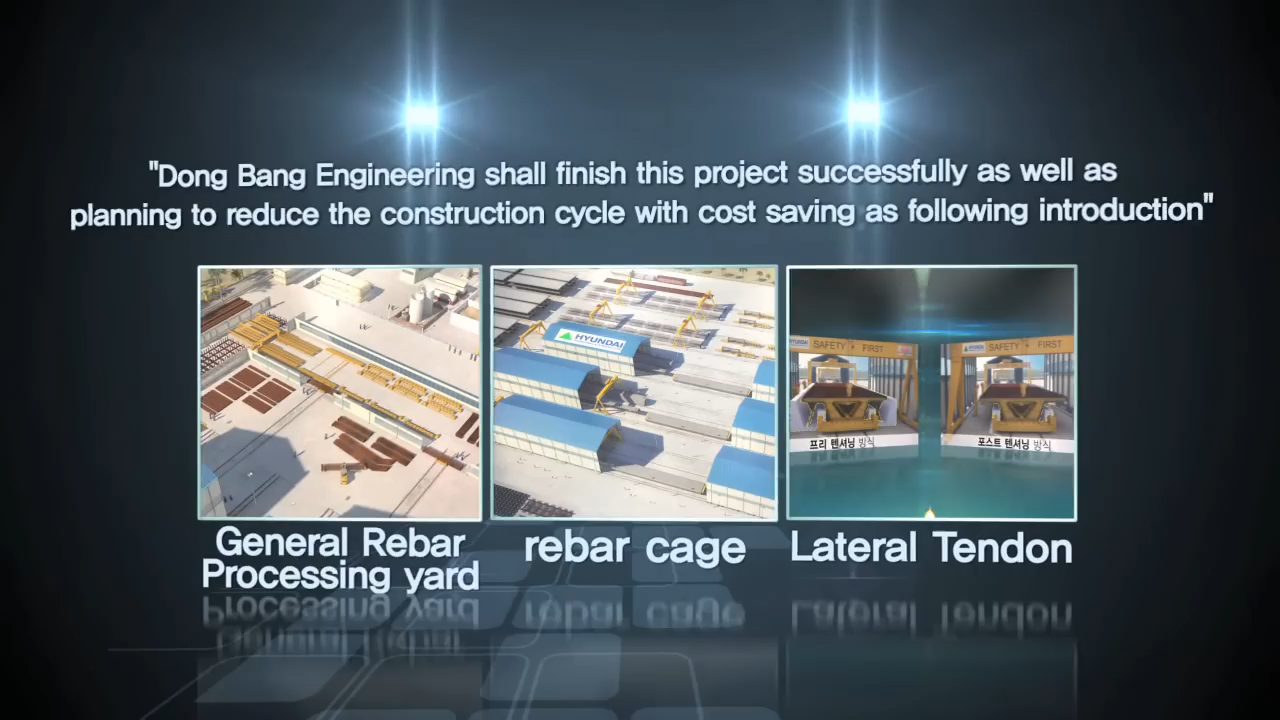 "Dong Bang Engineering shall finish this project successfully as well as
planning to reduce the construction cycle with cost saving as following introduction"
HYUNDAI
HYUNDAI SAFETY FIRST
HYUNDAI SAFETY FIRST
프리 텐셔닝 방식
포스트 텐셔닝 방식
General Rebar
Processing yard
rebar cage
Lateral Tendon